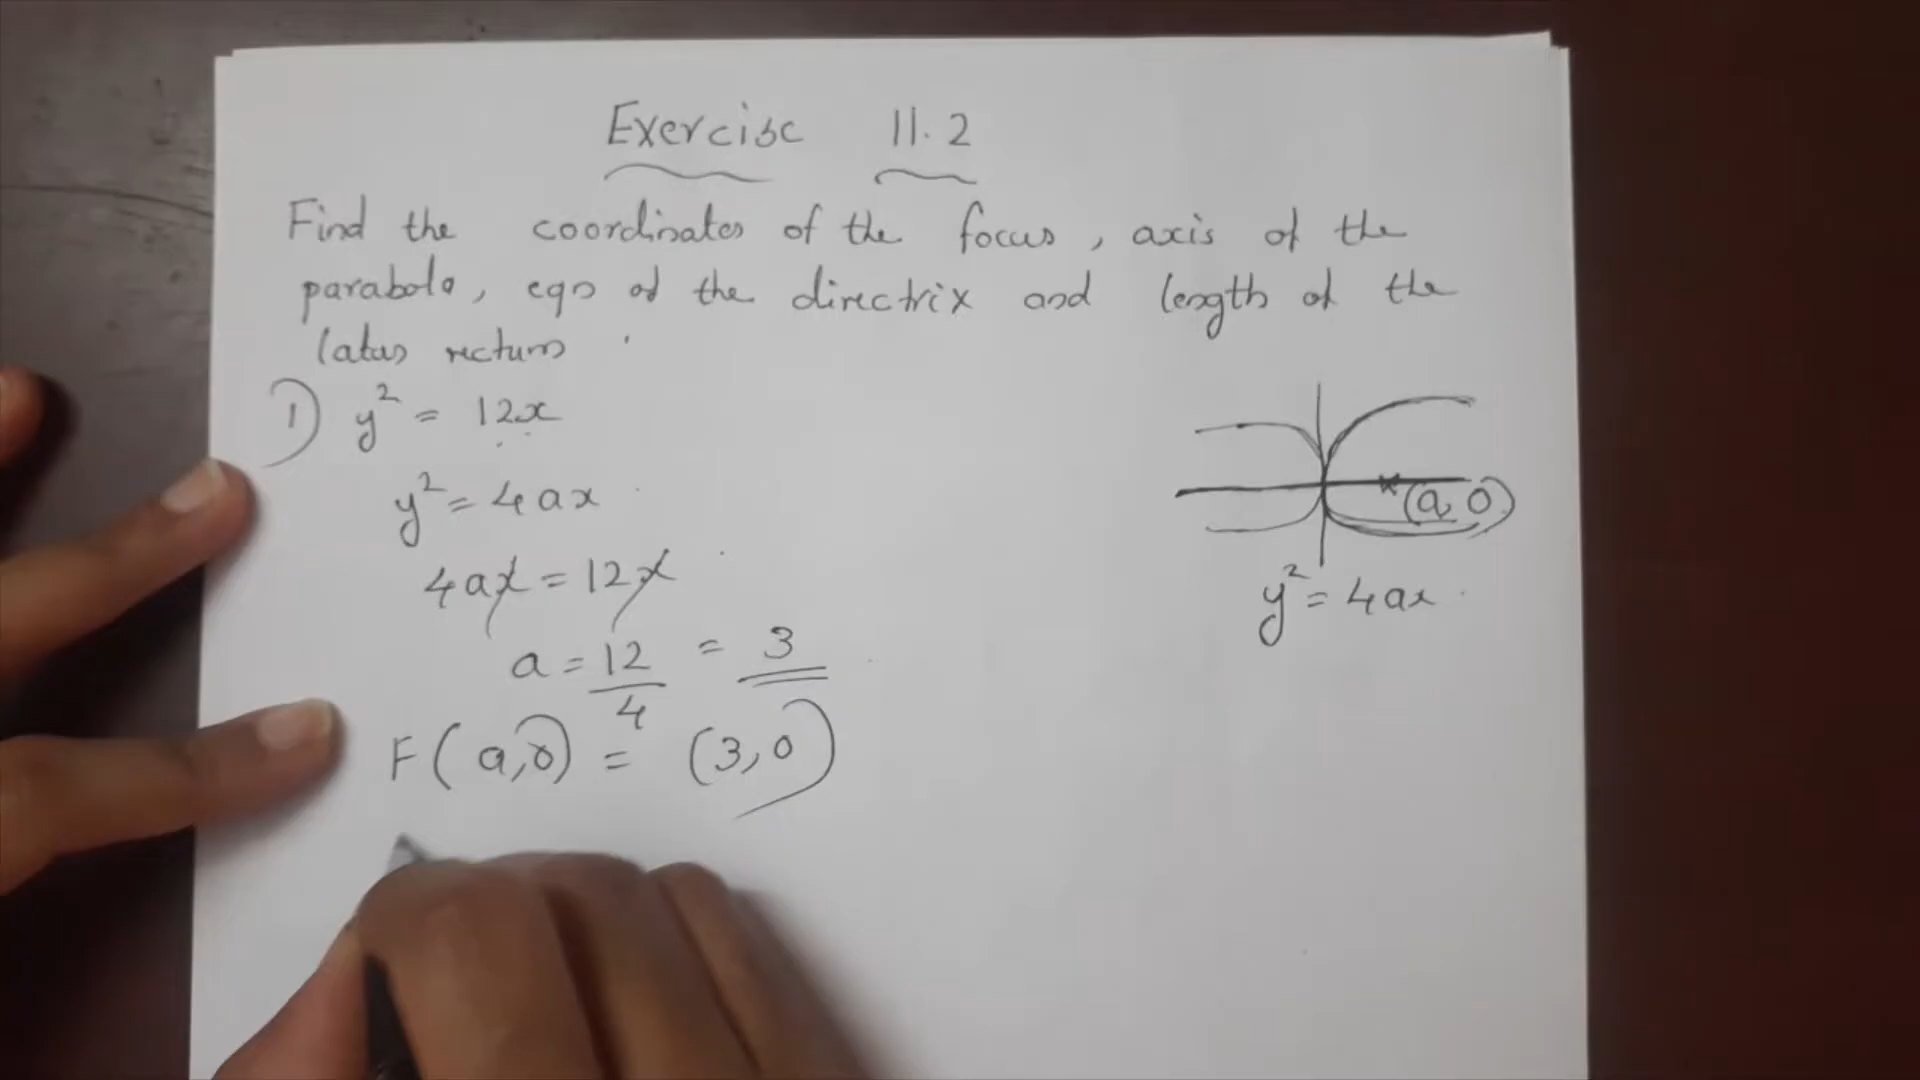 Exercise 11.2
Find the coordinates of the focus, axis of the
parabola, eqn of the directrix and length of the
latus rectum.
1) y² = 12x
y² = 4ax
4ax = 12x
a = 12/4 = 3
F(a,0) = (3,0)
(a,0)
y² = 4ax